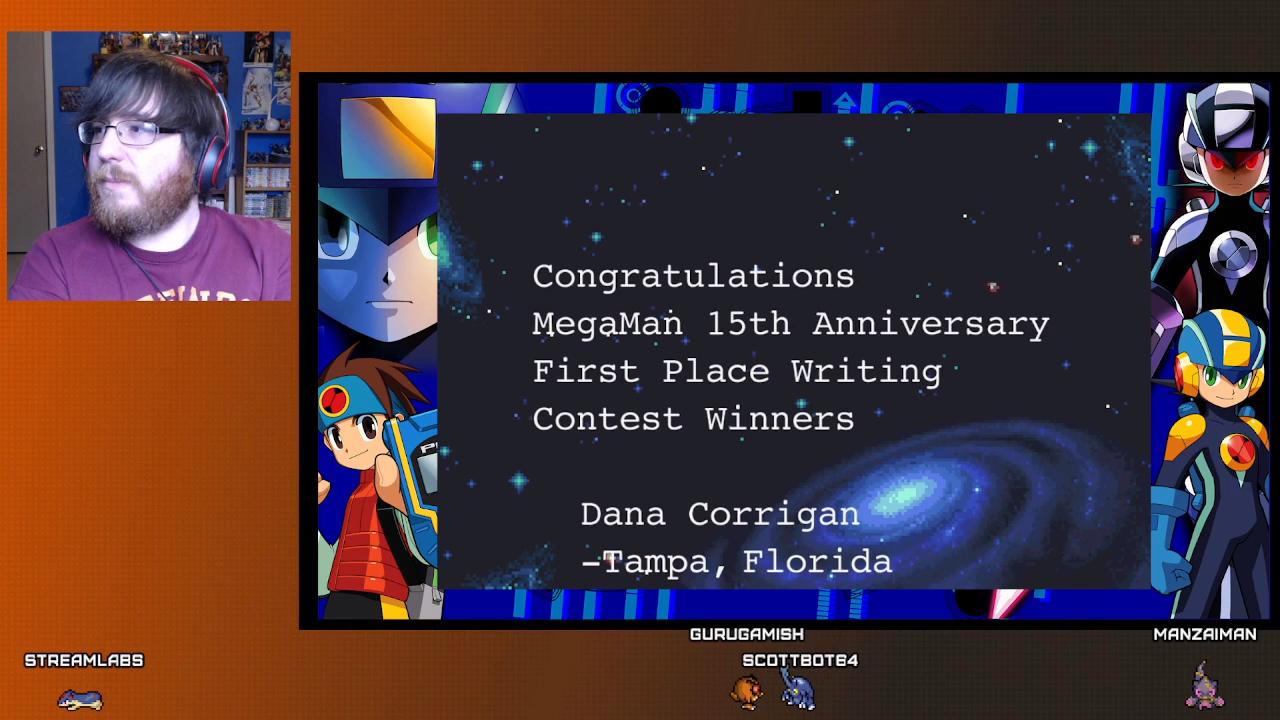 Congratulations
MegaMan 15th Anniversary
First Place Writing
Contest Winners
Dana Corrigan
-Tampa, Florida
GURUGAMISH
MANZAIMAN
STREAMLABS
SCOTTBOT64